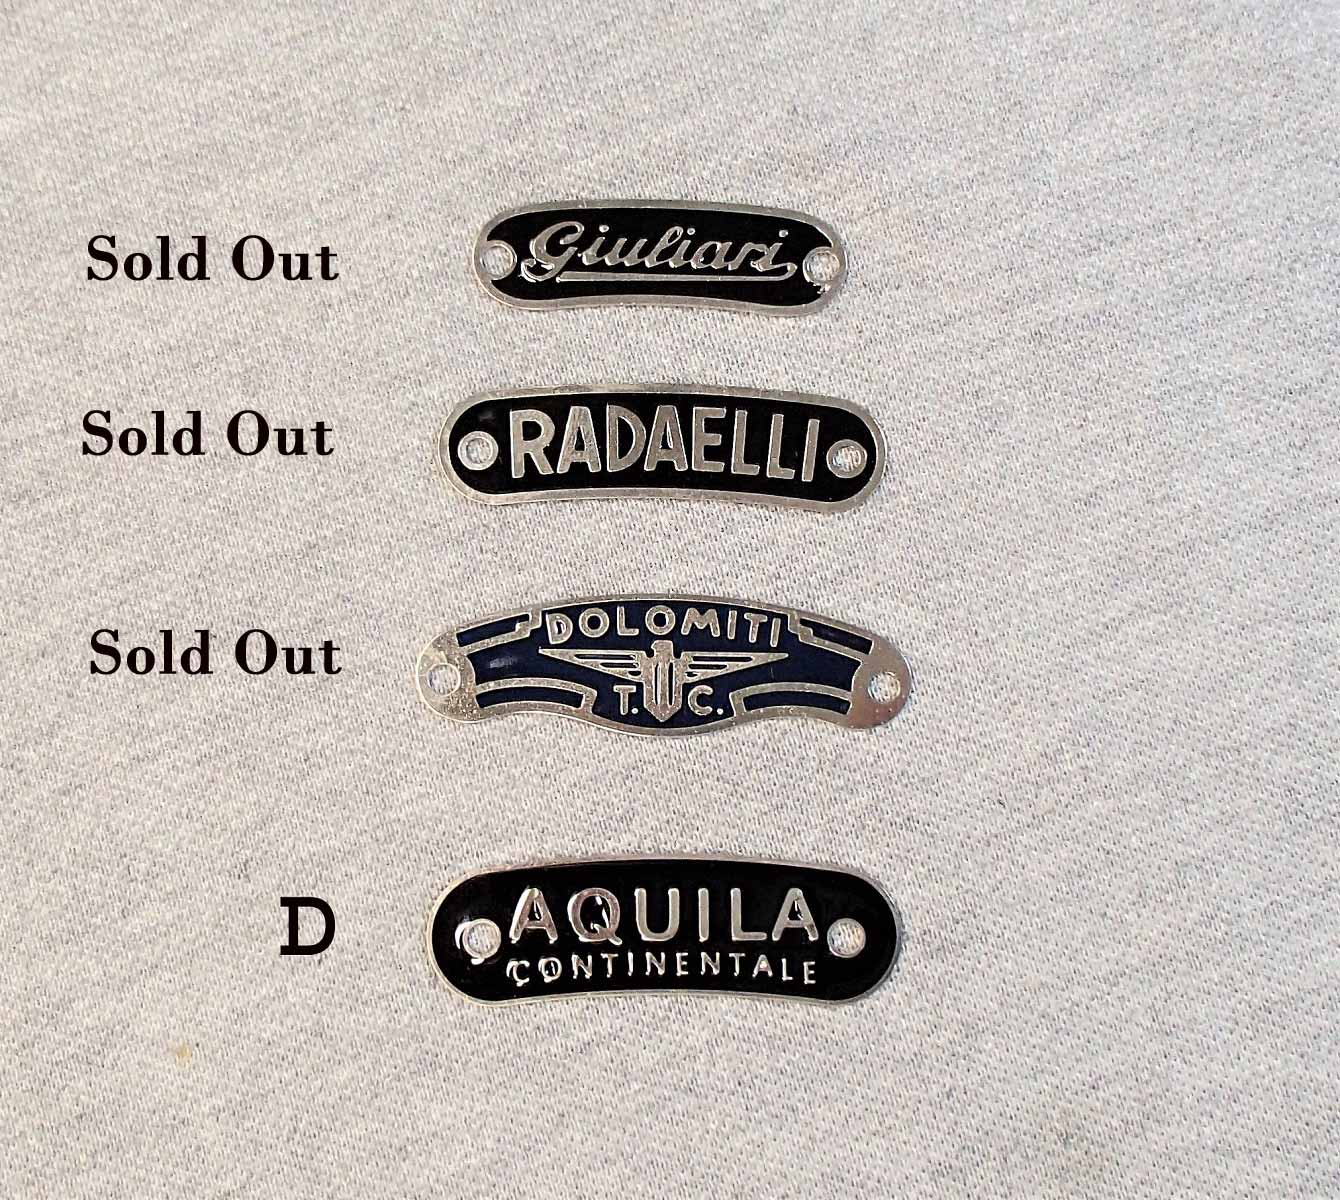 Sold Out
Giuliari
Sold Out
RADAELLI
Sold Out
DOLOMITI
T. C.
D
AQUILA
CONTINENTALE